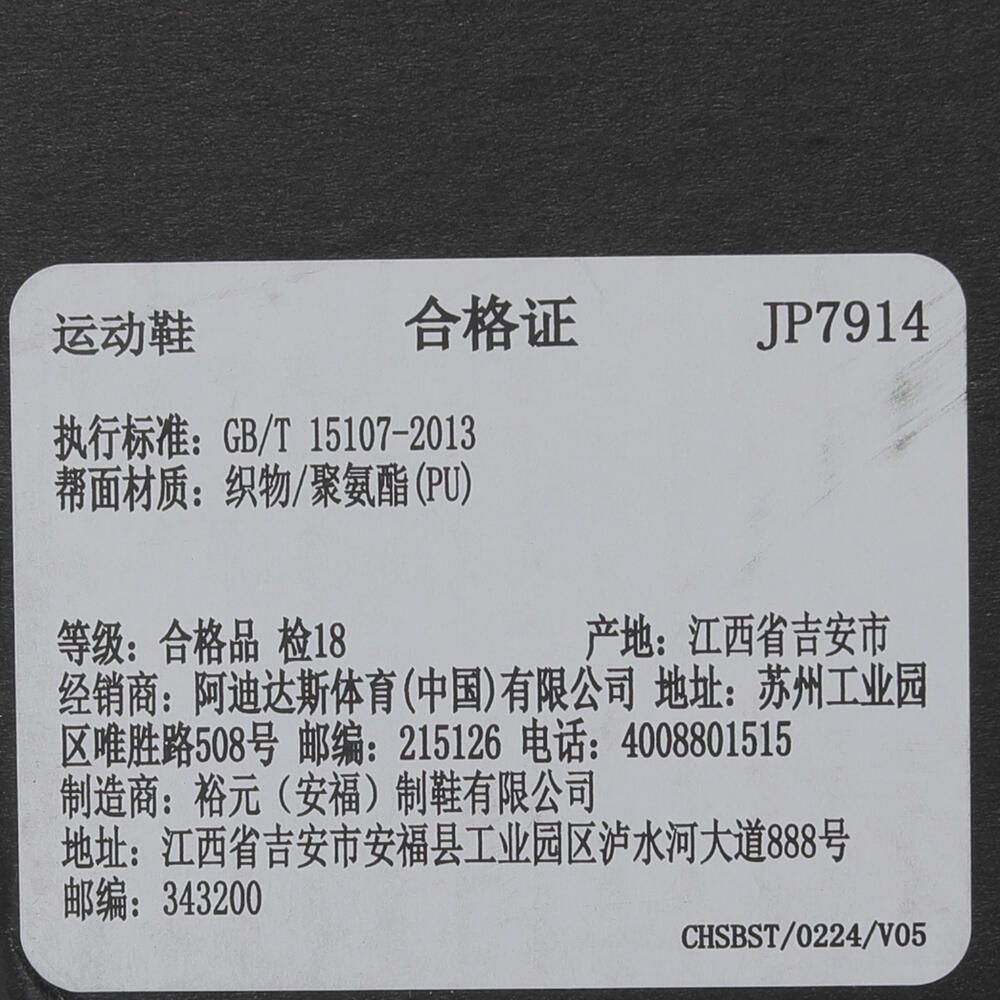 运动鞋 合格证 JP7914
执行标准：GB/T 15107-2013
帮面材质：织物/聚氨酯(PU)
等级：合格品 检18 产地：江西省吉安市
经销商：阿迪达斯体育(中国)有限公司 地址：苏州工业园
区唯胜路508号 邮编：215126 电话：4008801515
制造商：裕元（安福）制鞋有限公司
地址：江西省吉安市安福县工业园区泸水河大道888号
邮编：343200
CHSBST/0224/V05